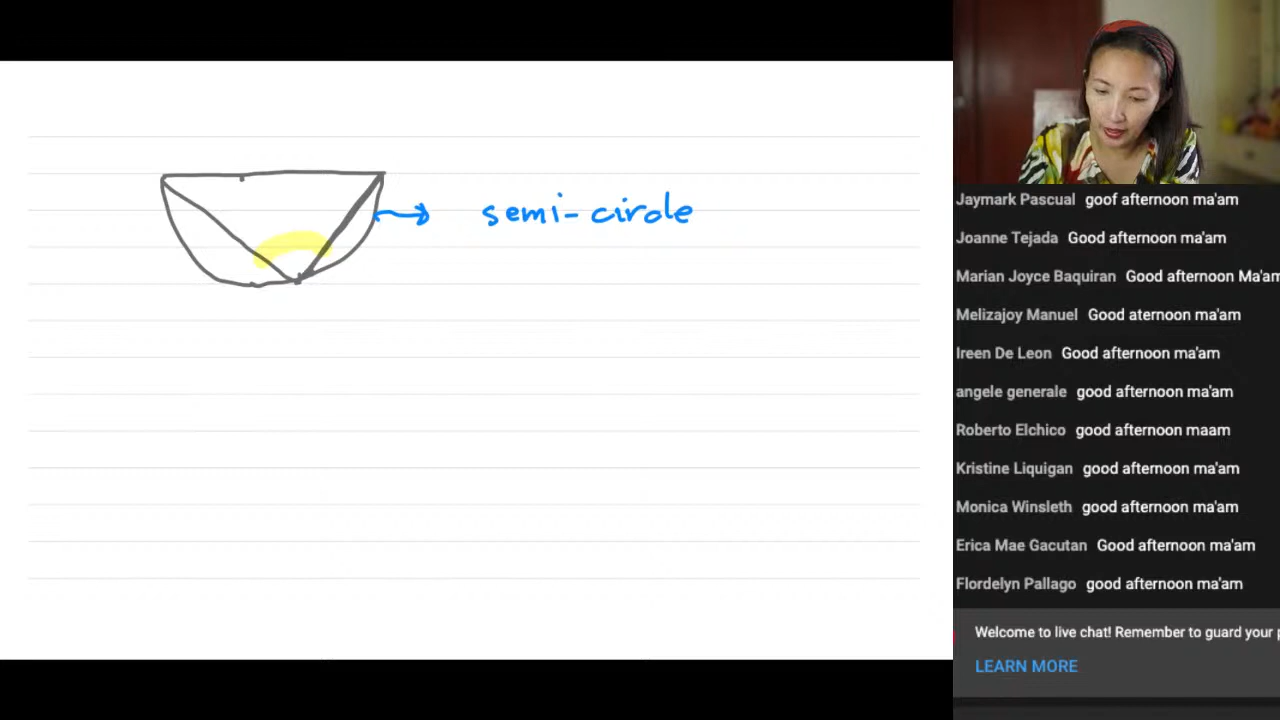 semi-circle
Jaymark Pascual goof afternoon ma'am
Joanne Tejada Good afternoon ma'am
Marian Joyce Baquiran Good afternoon Ma'am
Melizajoy Manuel Good aternoon ma'am
Ireen De Leon Good afternoon ma'am
angele generale good afternoon ma'am
Roberto Elchico good afternoon maam
Kristine Liquigan good afternoon ma'am
Monica Winsleth good afternoon ma'am
Erica Mae Gacutan Good afternoon ma'am
Flordelyn Pallago good afternoon ma'am
Welcome to live chat! Remember to guard your
LEARN MORE